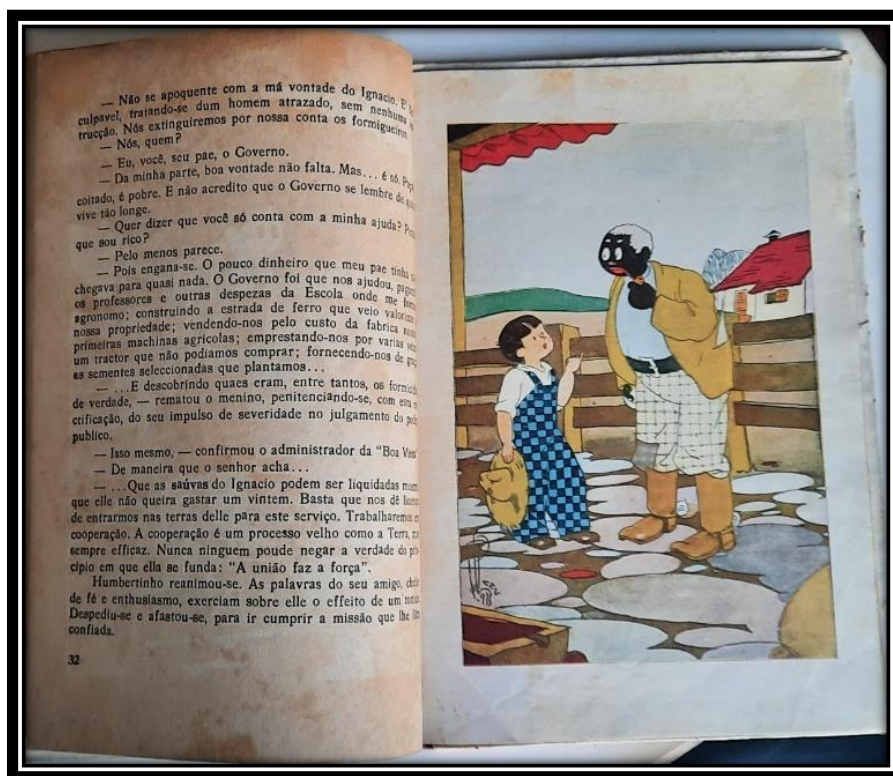 — Não se apoquente com a má vontade do Ignacio. E'
culpavel, tratando-se dum homem atrazado, sem nenhuma
trucção. Nós extinguiremos por nossa conta os formigueiros.
— Nós, quem?
— Eu, você, seu pae, o Governo.
— Da minha parte, boa vontade não falta. Mas... é só. Papá,
coitado, é pobre. E não acredito que o Governo se lembre de quem
vive tão longe.
— Quer dizer que você só conta com a minha ajuda?
que sou rico?
— Pelo menos parece.
— Pois engana-se. O pouco dinheiro que meu pae tinha
chegava para quasi nada. O Governo foi que nos ajudou,
os professores e outras despezas da Escola onde me
agronomo; construindo a estrada de ferro que veio
nossa propriedade; vendendo-nos pelo custo da fabrica
primeiras machinas agricolas; emprestando-nos por varias
um tractor que não podiamos comprar; fornecendo-nos de
as sementes seleccionadas que plantamos...
— ...E descobrindo quaes eram, entre tantos, os
de verdade, — rematou o menino, penitenciando-se, com esta
ctificação, do seu impulso de severidade no julgamento do
publico.
— Isso mesmo, — confirmou o administrador da "Boa
— De maneira que o senhor acha...
— ...Que as saúvas do Ignacio podem ser liquidadas
que elle não queira gastar um vintem. Basta que nos dê
de entrarmos nas terras delle para este serviço. Trabalharemos
cooperação. A cooperação é um processo velho como a Terra,
sempre efficaz. Nunca ninguem poude negar a verdade do
cipio em que ella se funda: "A união faz a força".
Humbertinho reanimou-se. As palavras do seu amigo,
de fé e enthusiasmo, exerciam sobre elle o effeito de um
Despediu-se e afastou-se, para ir cumprir a missão que lhe
confiada.
32